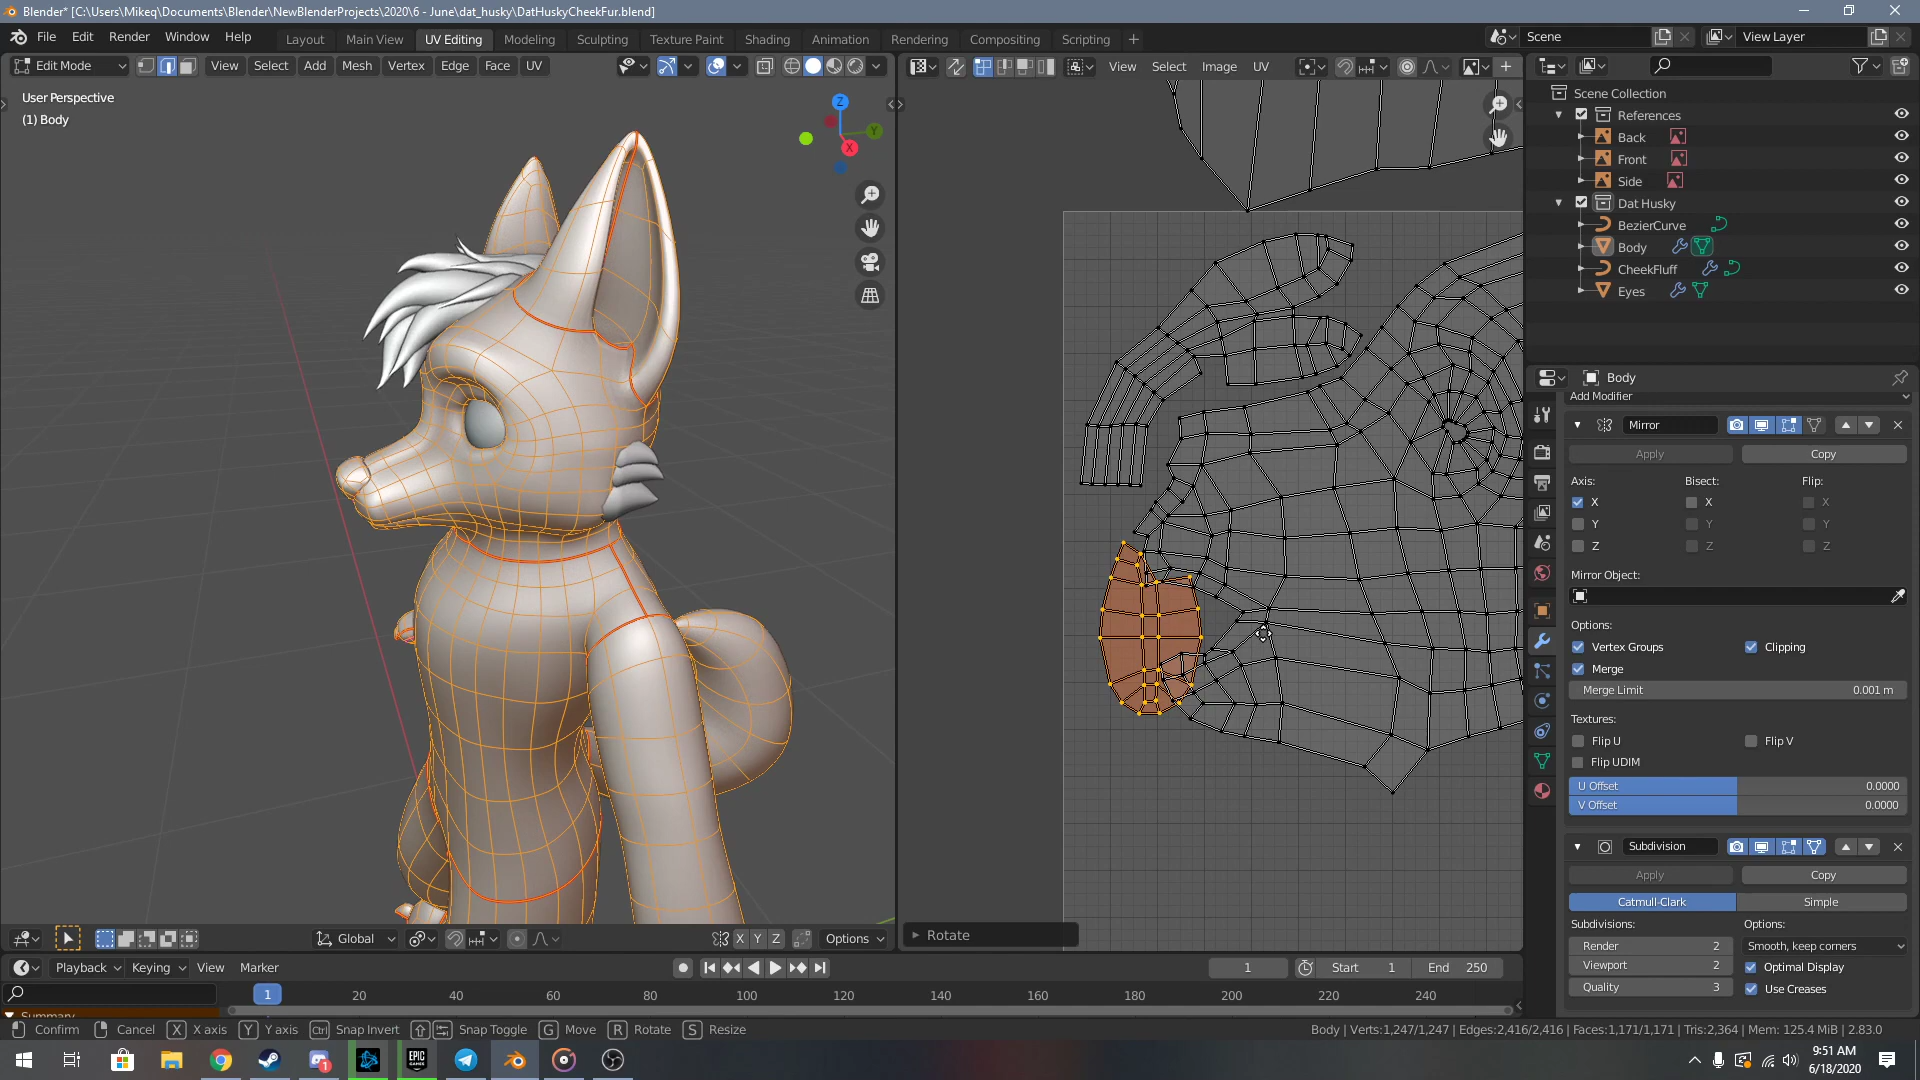 Blender* [C:\Users\Mikeq\Documents\Blender\NewBlenderProjects\2020\6 - June\dat_husky\DatHuskyCheekFur.blend]
File Edit Render Window Help Layout Main View UV Editing Modeling Sculpting Texture Paint Shading Animation Rendering Compositing Scripting + Scene View Layer
Edit Mode View Select Add Mesh Vertex Edge Face UV View Select Image UV
User Perspective
(1) Body
Z
Y
X
Scene Collection
References
Back
Front
Side
Dat Husky
BezierCurve
Body
CheekFluff
Eyes
Body
Add Modifier
Mirror
Apply Copy
Axis: Bisect: Flip:
X X X
Y Y Y
Z Z Z
Mirror Object:
Options:
Vertex Groups Clipping
Merge
Merge Limit 0.001 m
Textures:
Flip U Flip V
Flip UDIM
U Offset 0.0000
V Offset 0.0000
Subdivision
Apply Copy
Catmull-Clark Simple
Subdivisions: Options:
Render 2 Smooth, keep corners
Viewport 2 Optimal Display
Quality 3 Use Creases
Global X Y Z Options Rotate
Playback Keying View Marker 1 Start 1 End 250
1 20 40 60 80 100 120 140 160 180 200 220 240
Summary
Confirm Cancel X X axis Y Y axis Ctrl Snap Invert Snap Toggle G Move R Rotate S Resize Body | Verts:1,247/1,247 | Edges:2,416/2,416 | Faces:1,171/1,171 | Tris:2,364 | Mem: 125.4 MiB | 2.83.0
EPIC GAMES 1
9:51 AM
6/18/2020